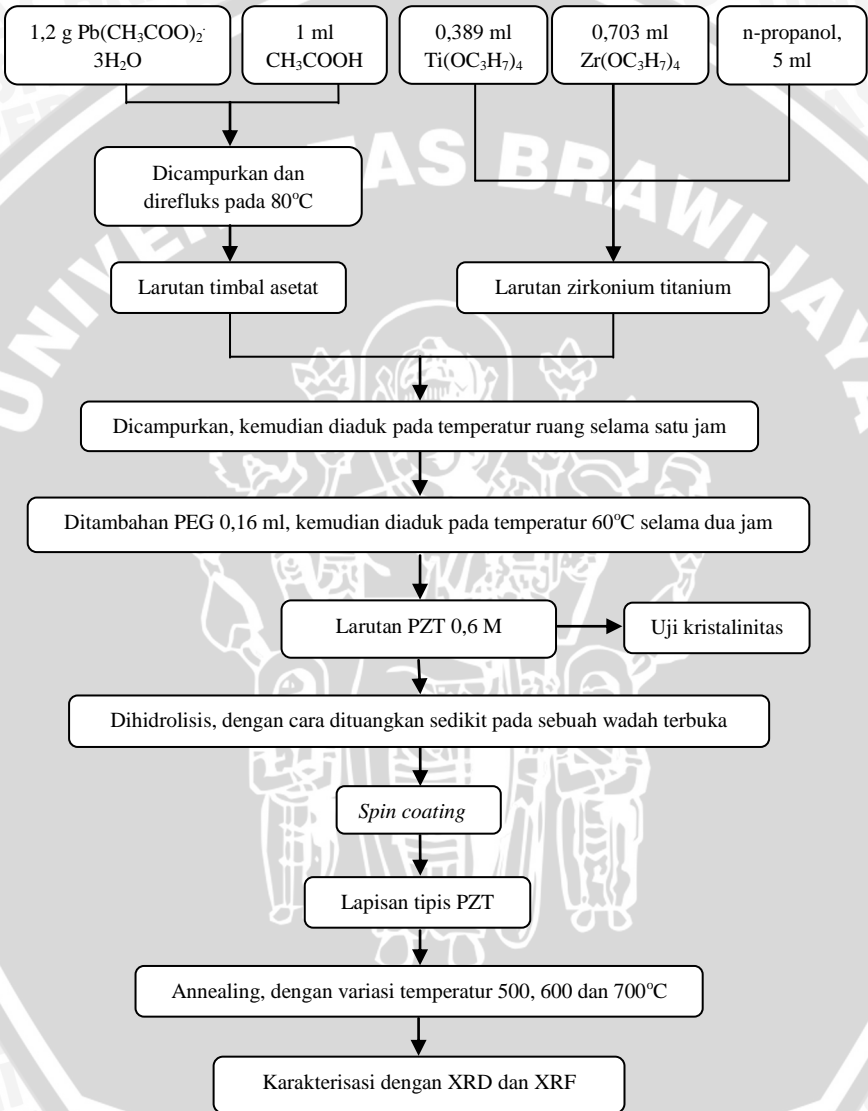 1,2 g Pb(CH₃COO)₂·
3H₂O
1 ml
CH₃COOH
0,389 ml
Ti(OC₃H₇)₄
0,703 ml
Zr(OC₃H₇)₄
n-propanol,
5 ml
UNIVERSITAS BRAWIJAYA
Dicampurkan dan
direfluks pada 80°C
Larutan timbal asetat
Larutan zirkonium titanium
Dicampurkan, kemudian diaduk pada temperatur ruang selama satu jam
Ditambahan PEG 0,16 ml, kemudian diaduk pada temperatur 60°C selama dua jam
Larutan PZT 0,6 M
Uji kristalinitas
Dihidrolisis, dengan cara dituangkan sedikit pada sebuah wadah terbuka
Spin coating
Lapisan tipis PZT
Annealing, dengan variasi temperatur 500, 600 dan 700°C
Karakterisasi dengan XRD dan XRF